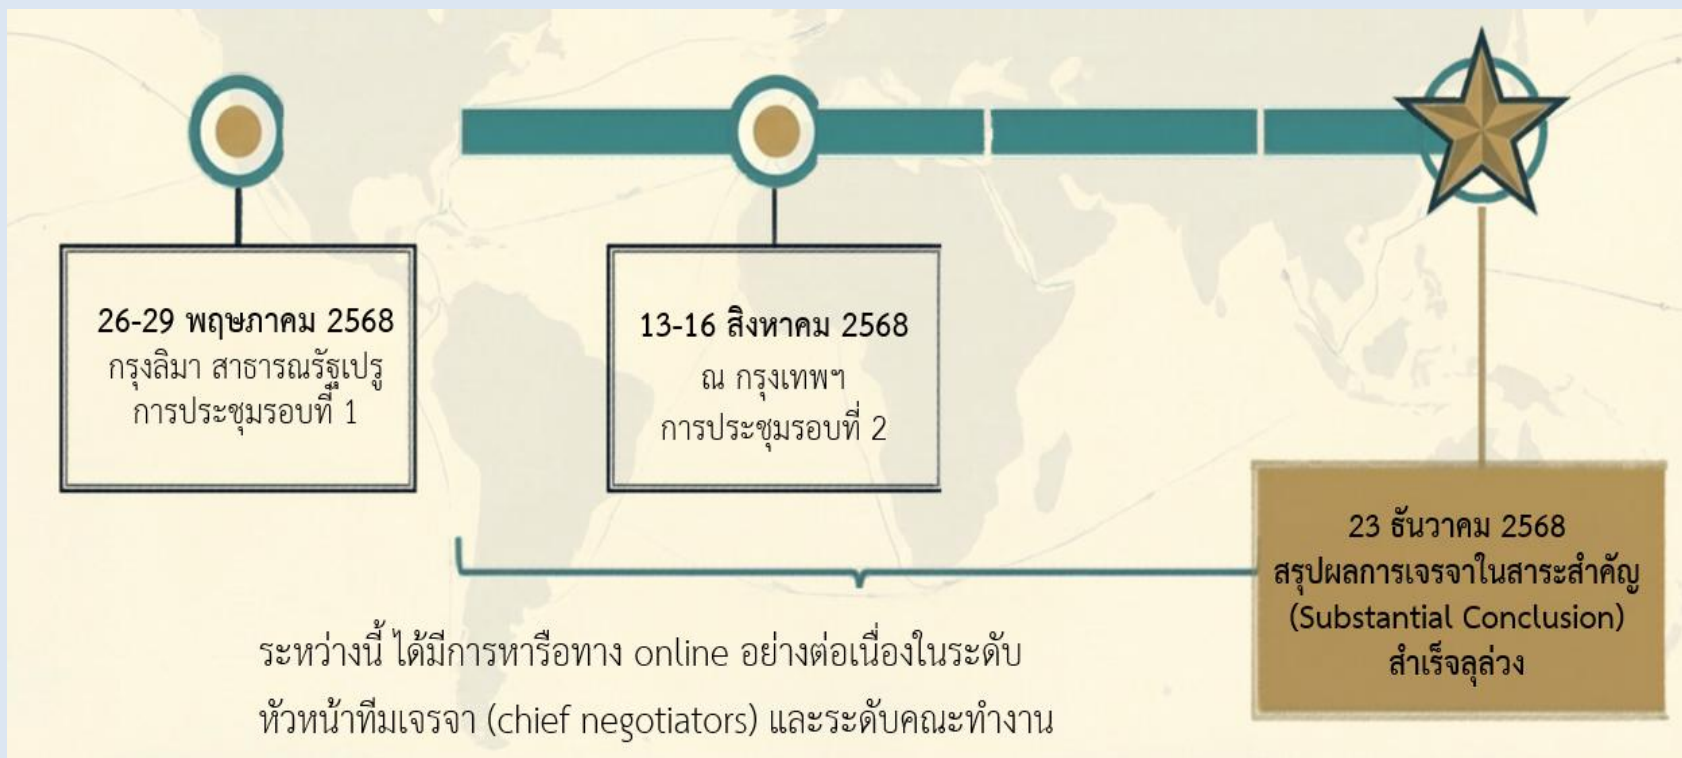 26-29 พฤษภาคม 2568
กรุงลิมา สาธารณรัฐเปรู
การประชุมรอบที่ 1
13-16 สิงหาคม 2568
ณ กรุงเทพฯ
การประชุมรอบที่ 2
23 ธันวาคม 2568
สรุปผลการเจรจาในสาระสำคัญ
(Substantial Conclusion)
สำเร็จลุล่วง
ระหว่างนี้ ได้มีการหารือทาง online อย่างต่อเนื่องในระดับ
หัวหน้าทีมเจรจา (chief negotiators) และระดับคณะทำงาน